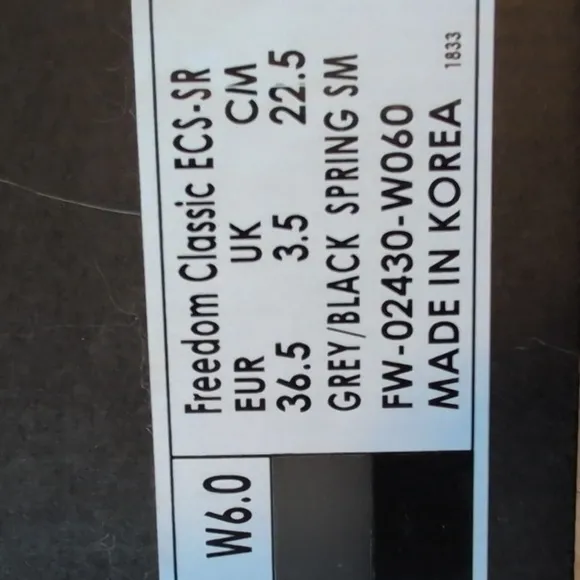 W6.0
Freedom Classic ECS-SR
EUR UK CM
36.5 3.5 22.5
GREY/BLACK SPRING SM
FW-02430-W060
MADE IN KOREA 1833